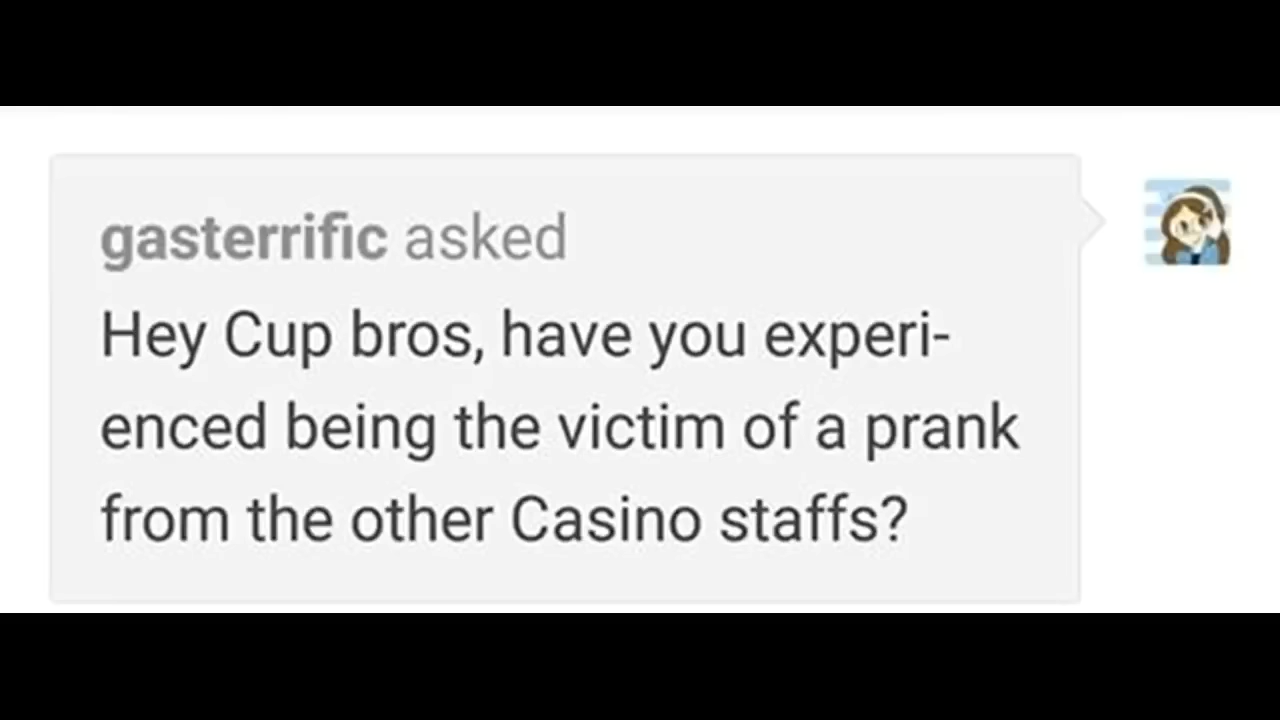 gasterrific asked
Hey Cup bros, have you experi-
enced being the victim of a prank
from the other Casino staffs?